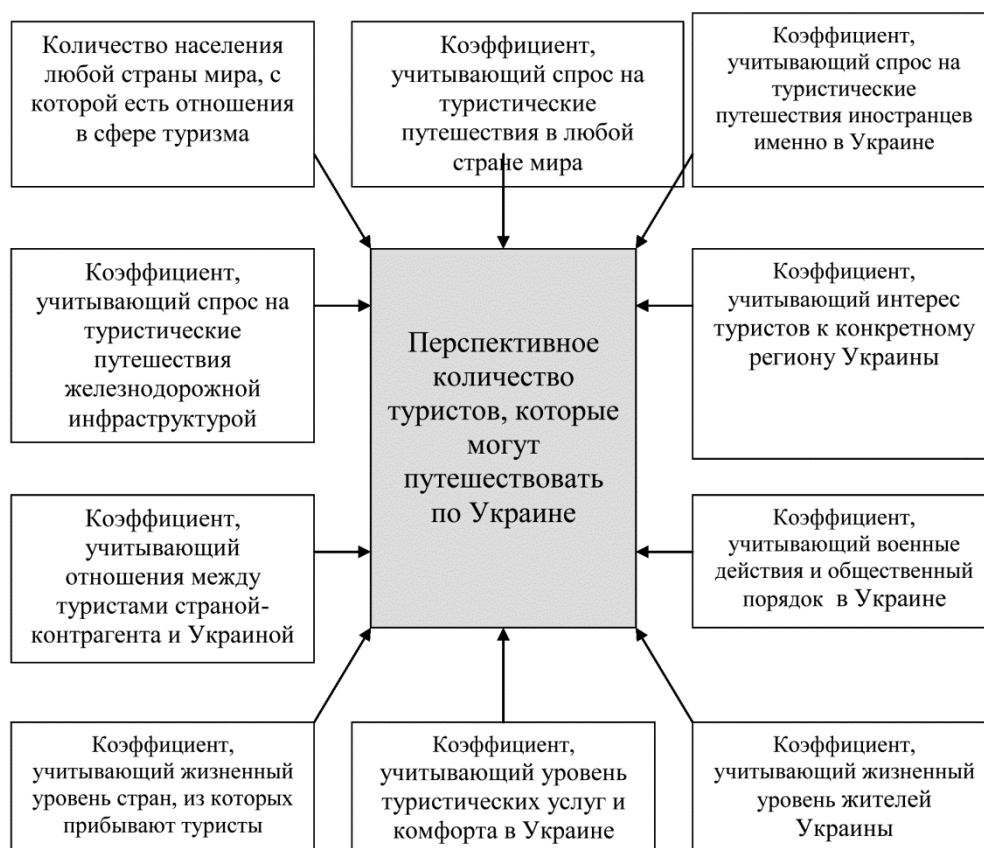 Количество населения
любой страны мира, с
которой есть отношения
в сфере туризма
Коэффициент,
учитывающий спрос на
туристические
путешествия в любой
стране мира
Коэффициент,
учитывающий спрос на
туристические
путешествия иностранцев
именно в Украине
Коэффициент,
учитывающий спрос на
туристические
путешествия
железнодорожной
инфраструктурой
Перспективное
количество
туристов, которые
могут
путешествовать
по Украине
Коэффициент,
учитывающий интерес
туристов к конкретному
региону Украины
Коэффициент,
учитывающий
отношения между
туристами страной-
контрагента и Украиной
Коэффициент,
учитывающий военные
действия и общественный
порядок в Украине
Коэффициент,
учитывающий жизненный
уровень стран, из которых
прибывают туристы
Коэффициент,
учитывающий уровень
туристических услуг и
комфорта в Украине
Коэффициент,
учитывающий жизненный
уровень жителей
Украины